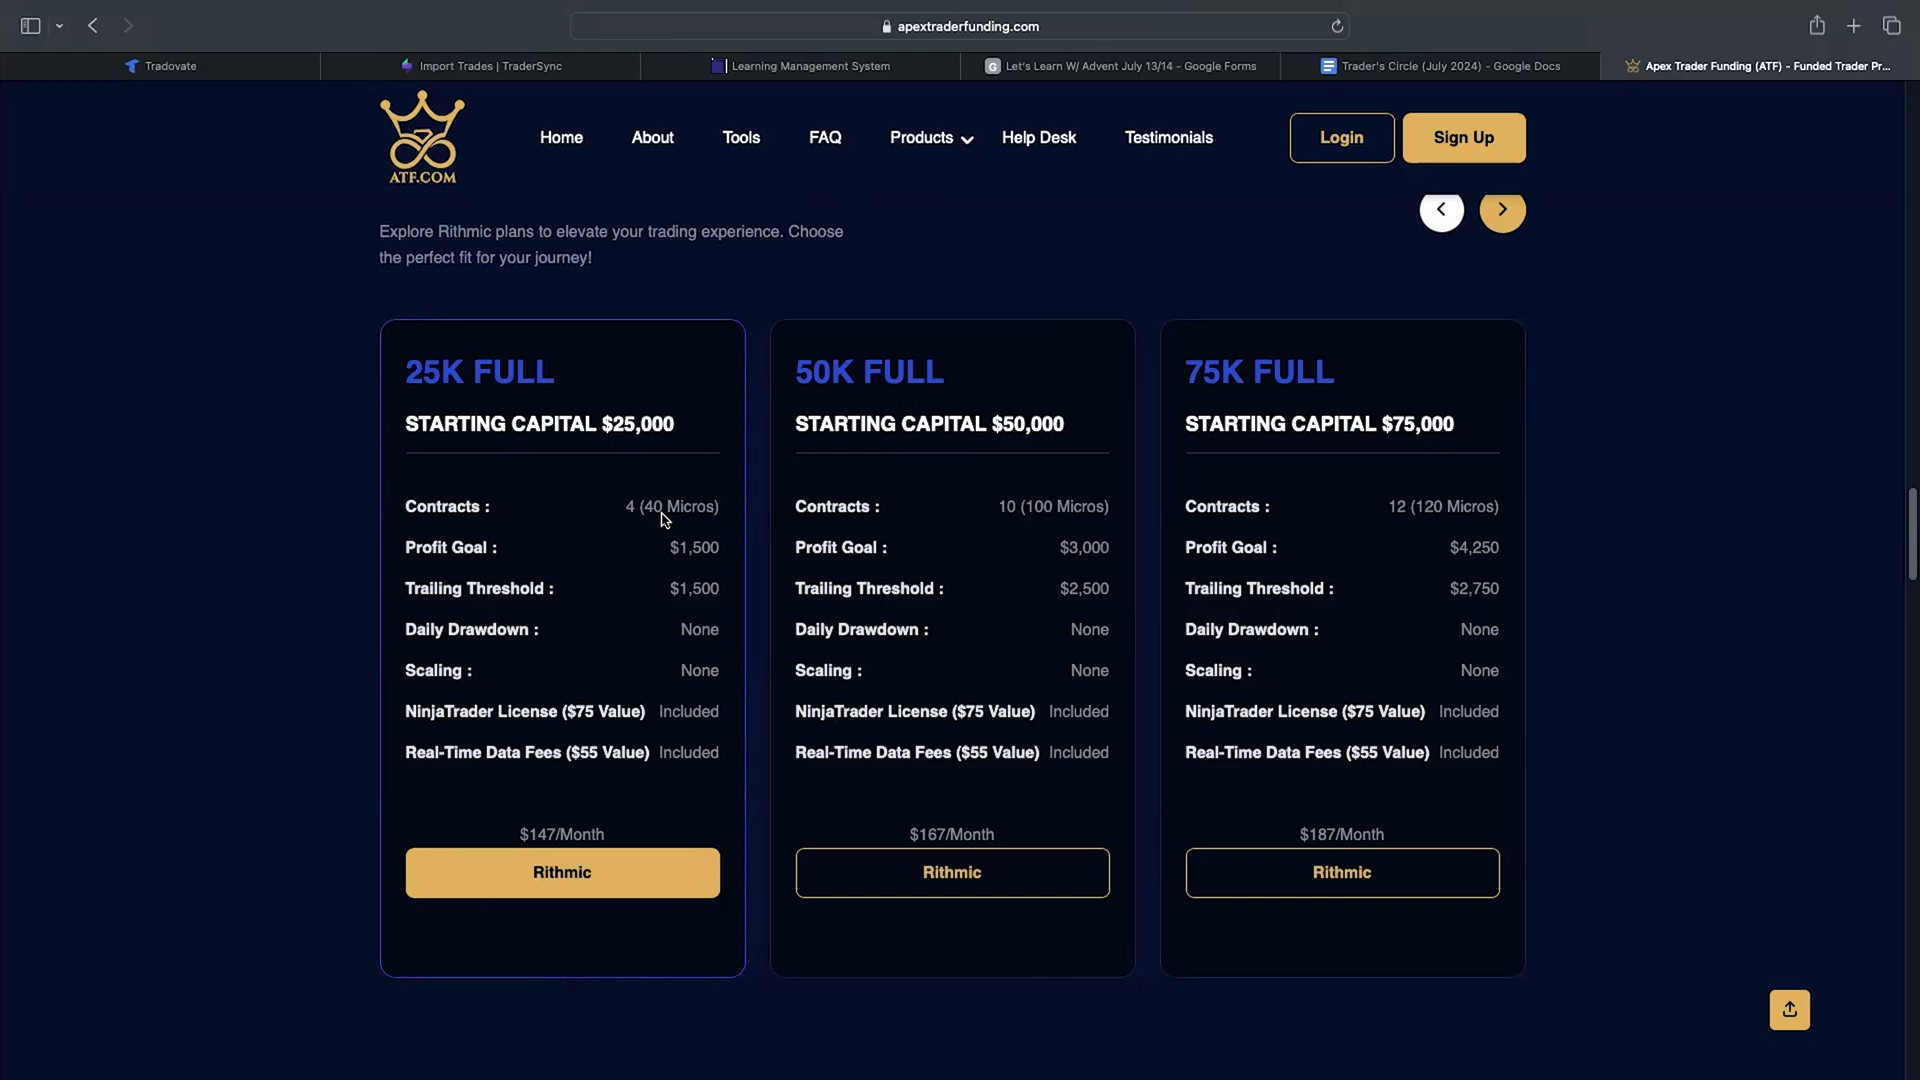 apextraderfunding.com
Tradovate
Import Trades | TraderSync
Learning Management System
G
Let's Learn W/ Advent July 13/14 - Google Forms
Trader's Circle (July 2024) - Google Docs
Apex Trader Funding (ATF) - Funded Trader Pr...
ATF.COM
Home
About
Tools
FAQ
Products
Help Desk
Testimonials
Login
Sign Up
Explore Rithmic plans to elevate your trading experience. Choose
the perfect fit for your journey!
25K FULL
STARTING CAPITAL $25,000
Contracts : 4 (40 Micros)
Profit Goal : $1,500
Trailing Threshold : $1,500
Daily Drawdown : None
Scaling : None
NinjaTrader License ($75 Value) Included
Real-Time Data Fees ($55 Value) Included
$147/Month
Rithmic
50K FULL
STARTING CAPITAL $50,000
Contracts : 10 (100 Micros)
Profit Goal : $3,000
Trailing Threshold : $2,500
Daily Drawdown : None
Scaling : None
NinjaTrader License ($75 Value) Included
Real-Time Data Fees ($55 Value) Included
$167/Month
Rithmic
75K FULL
STARTING CAPITAL $75,000
Contracts : 12 (120 Micros)
Profit Goal : $4,250
Trailing Threshold : $2,750
Daily Drawdown : None
Scaling : None
NinjaTrader License ($75 Value) Included
Real-Time Data Fees ($55 Value) Included
$187/Month
Rithmic